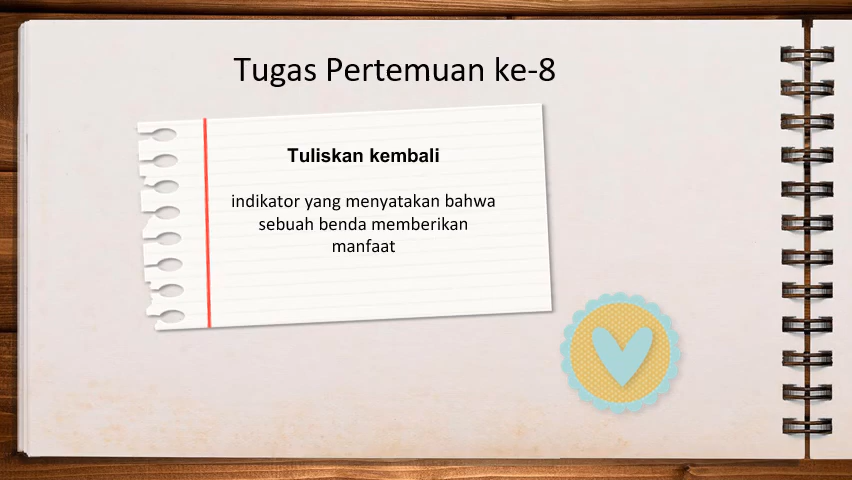 Tugas Pertemuan ke-8
Tuliskan kembali
indikator yang menyatakan bahwa
sebuah benda memberikan
manfaat